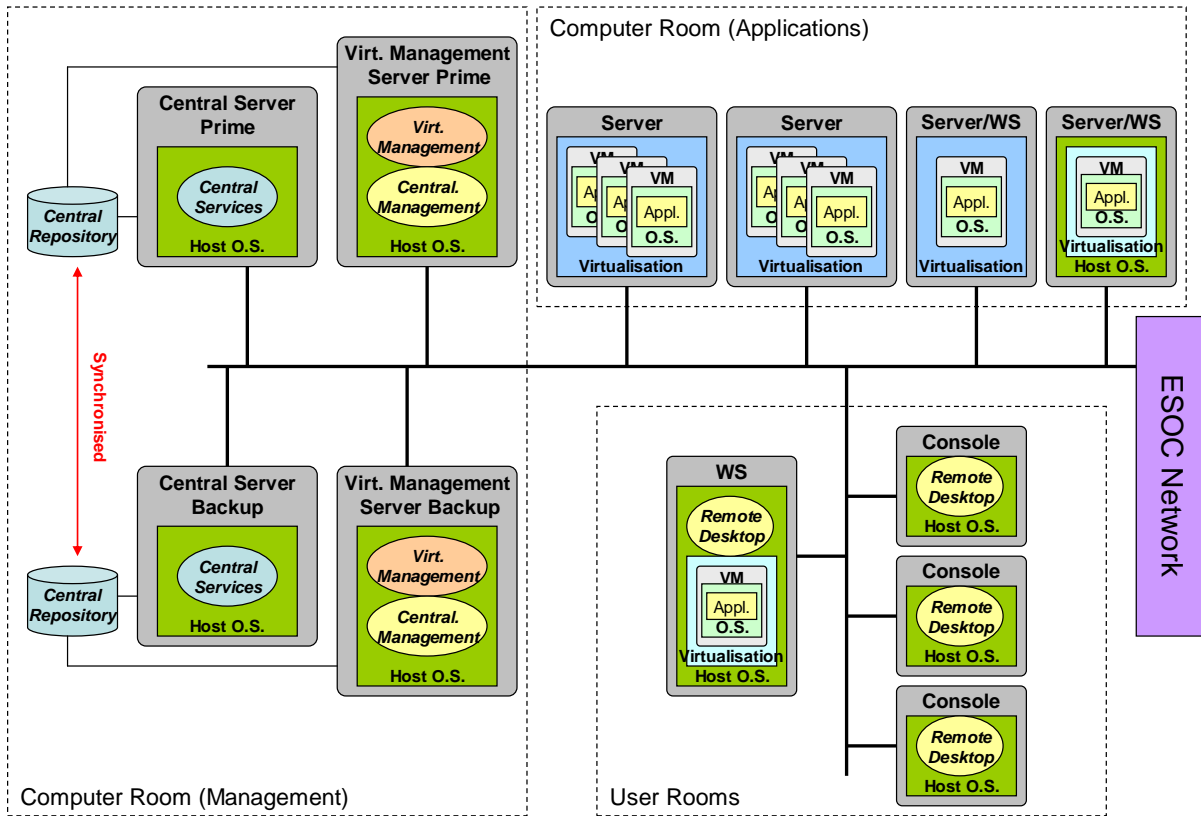 Computer Room (Applications)
Virt. Management
Server Prime
Virt.
Management
Central.
Management
Host O.S.
Central Server
Prime
Central
Services
Host O.S.
Central
Repository
Server
VM
VM
VM
Appl.
O.S.
Virtualisation
Server
VM
VM
VM
Appl.
O.S.
Virtualisation
Server/WS
VM
Appl.
O.S.
Virtualisation
Server/WS
VM
Appl.
O.S.
Virtualisation
Host O.S.
Synchronised
ESOC Network
Central Server
Backup
Central
Services
Host O.S.
Central
Repository
Virt. Management
Server Backup
Virt.
Management
Central.
Management
Host O.S.
WS
Remote
Desktop
VM
Appl.
O.S.
Virtualisation
Host O.S.
Console
Remote
Desktop
Host O.S.
Console
Remote
Desktop
Host O.S.
Console
Remote
Desktop
Host O.S.
Computer Room (Management)
User Rooms